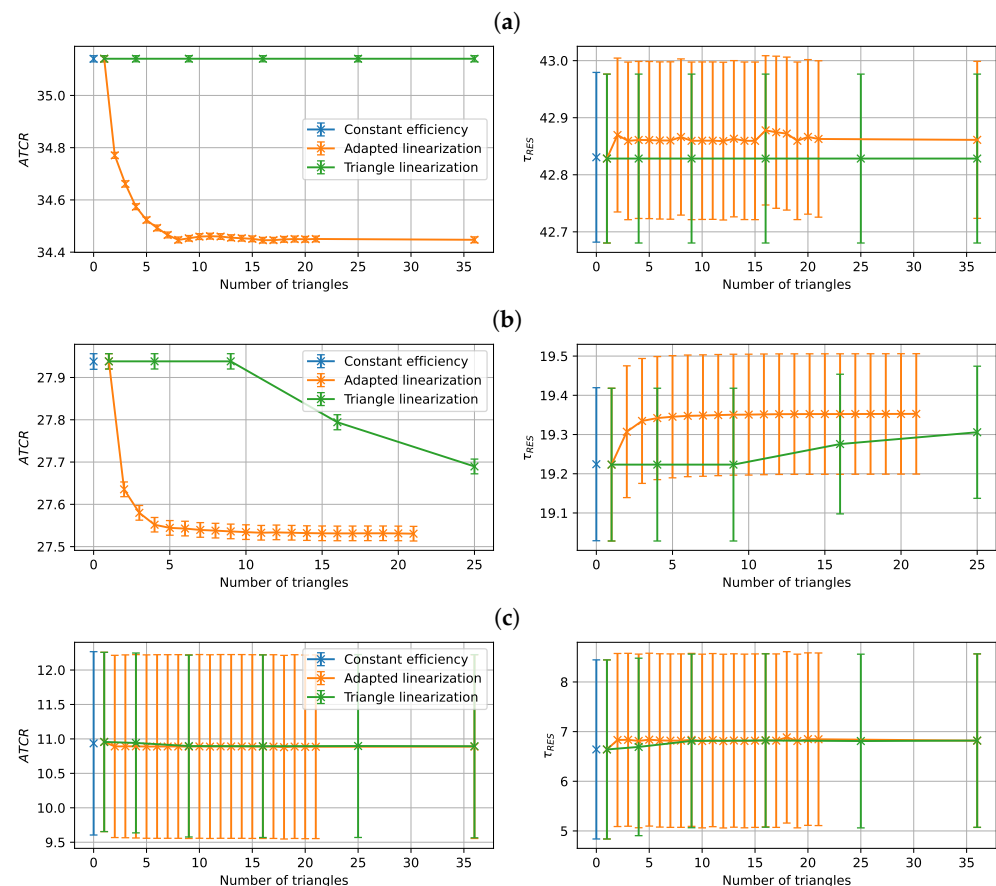 (a)
35.0
34.8
34.6
34.4
ATCR
0 5 10 15 20 25 30 35
Number of triangles
Constant efficiency
Adapted linearization
Triangle linearization
43.0
42.9
42.8
42.7
τRES
0 5 10 15 20 25 30 35
Number of triangles
(b)
27.9
27.8
27.7
27.6
27.5
ATCR
0 5 10 15 20 25
Number of triangles
Constant efficiency
Adapted linearization
Triangle linearization
19.5
19.4
19.3
19.2
19.1
τRES
0 5 10 15 20 25
Number of triangles
(c)
12.0
11.5
11.0
10.5
10.0
9.5
ATCR
0 5 10 15 20 25 30 35
Number of triangles
Constant efficiency
Adapted linearization
Triangle linearization
8
7
6
5
τRES
0 5 10 15 20 25 30 35
Number of triangles